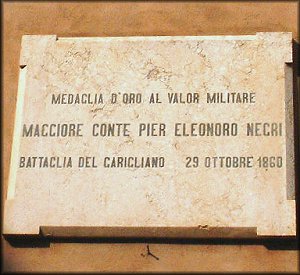 MEDAGLIA D'ORO AL VALOR MILITARE
MAGGIORE CONTE PIER ELEONORO NEGRI
BATTAGLIA DEL GARIGLIANO 29 OTTOBRE 1860